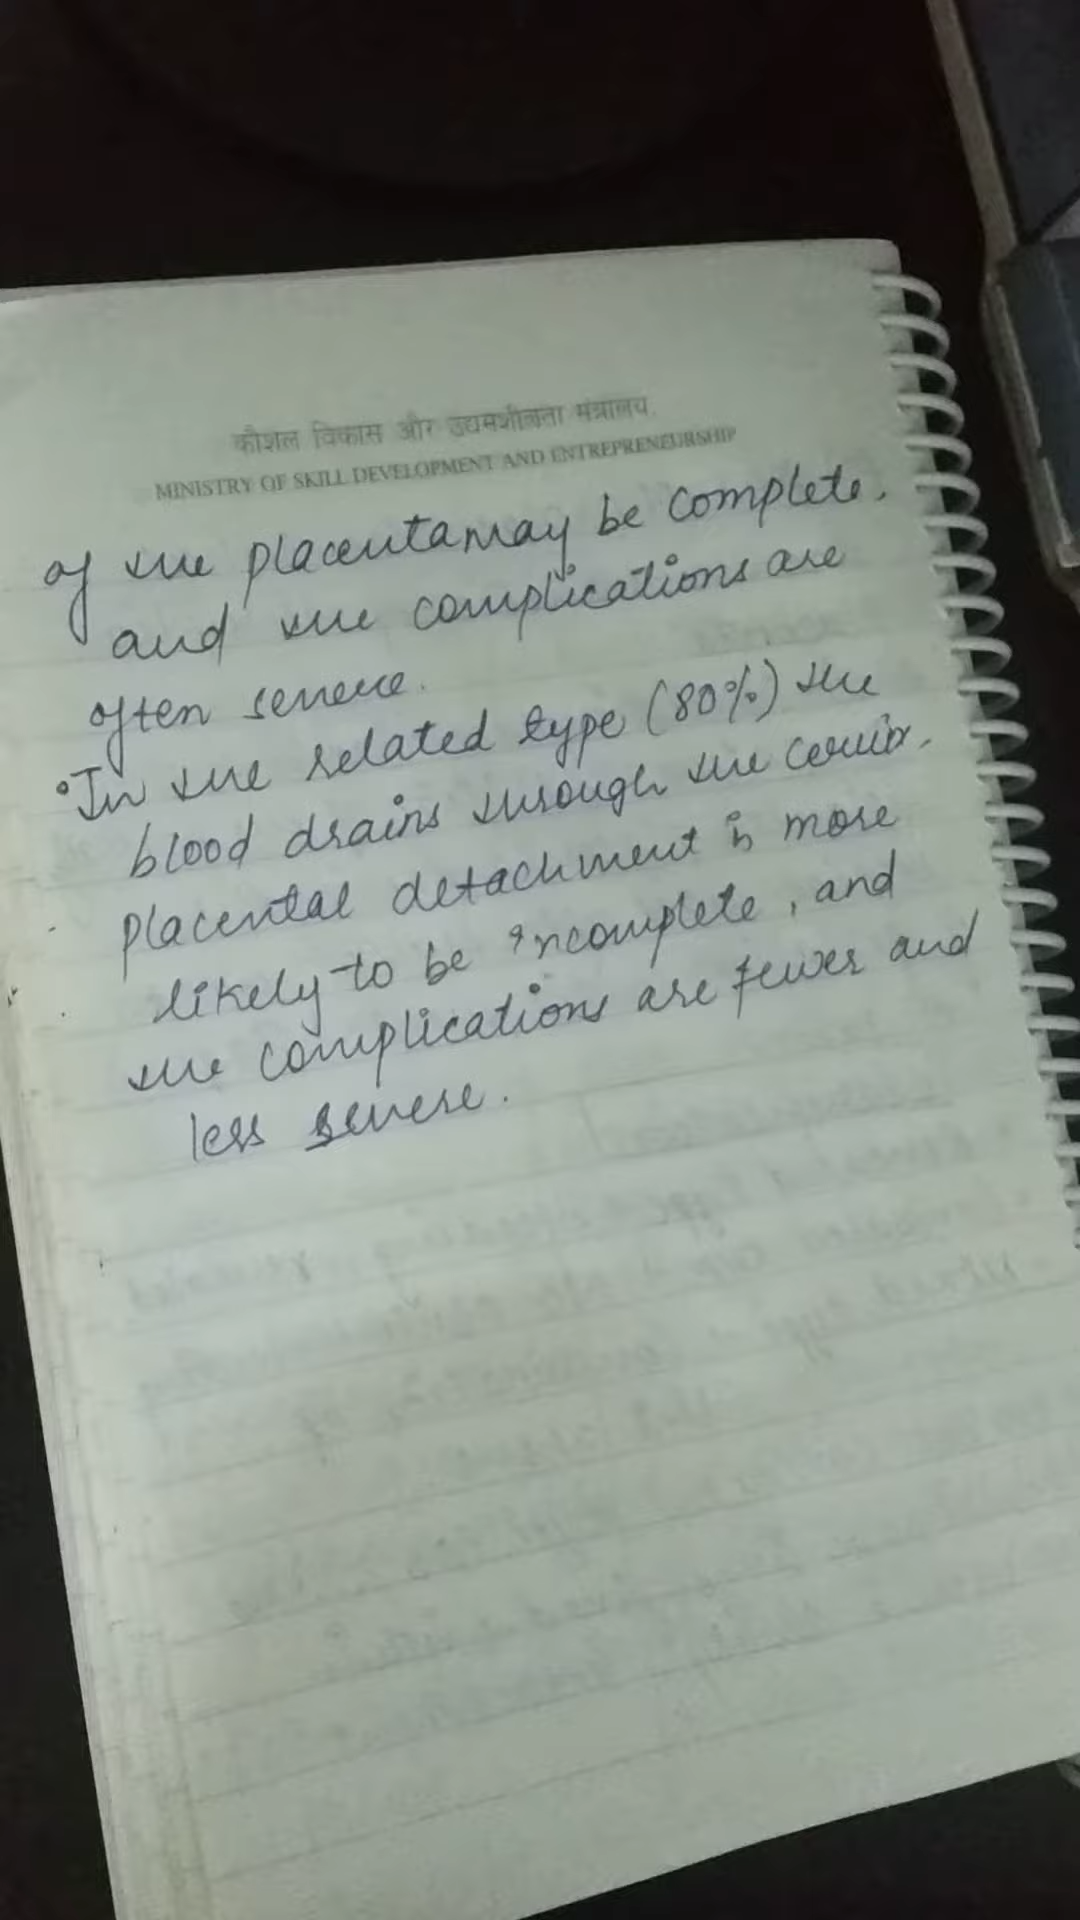 कौशल विकास और उद्यमशीलता मंत्रालय
MINISTRY OF SKILL DEVELOPMENT AND ENTREPRENEURSHIP
of the placenta may be complete,
and the complications are
often severe.
• In the related type (80%) the
blood drains through the cervix,
placental detachment is more
likely to be incomplete, and
the complications are fewer and
less severe.